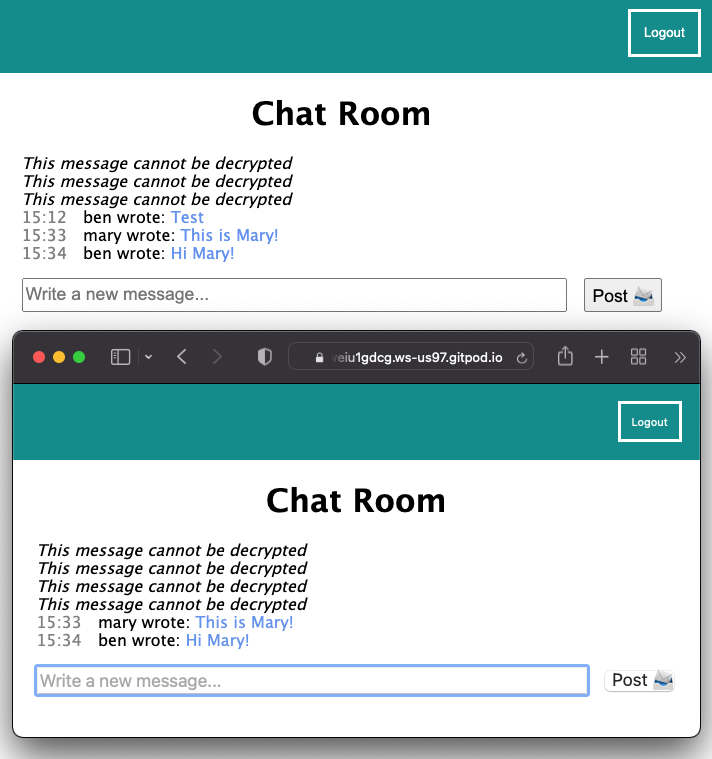 Logout
Chat Room
This message cannot be decrypted
This message cannot be decrypted
This message cannot be decrypted
15:12 ben wrote: Test
15:33 mary wrote: This is Mary!
15:34 ben wrote: Hi Mary!
Write a new message... Post
veiu1gdcg.ws-us97.gitpod.io
Logout
Chat Room
This message cannot be decrypted
This message cannot be decrypted
This message cannot be decrypted
This message cannot be decrypted
15:33 mary wrote: This is Mary!
15:34 ben wrote: Hi Mary!
Write a new message... Post